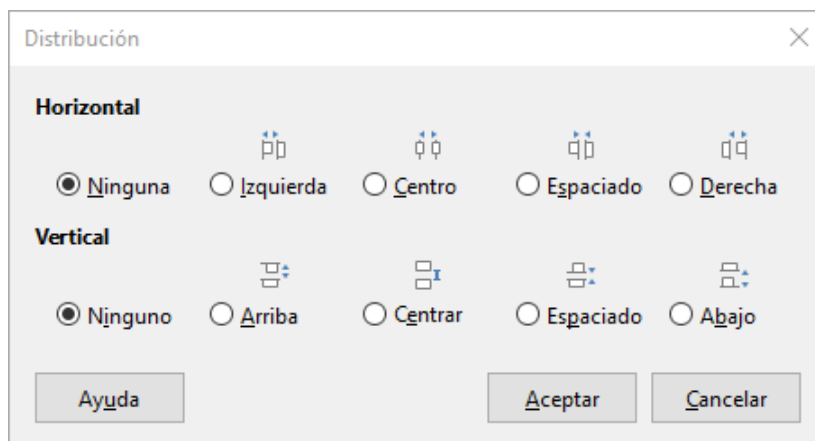 Distribución
Horizontal
Ninguna Izquierda Centro Espaciado Derecha
Vertical
Ninguno Arriba Centrar Espaciado Abajo
Ayuda Aceptar Cancelar